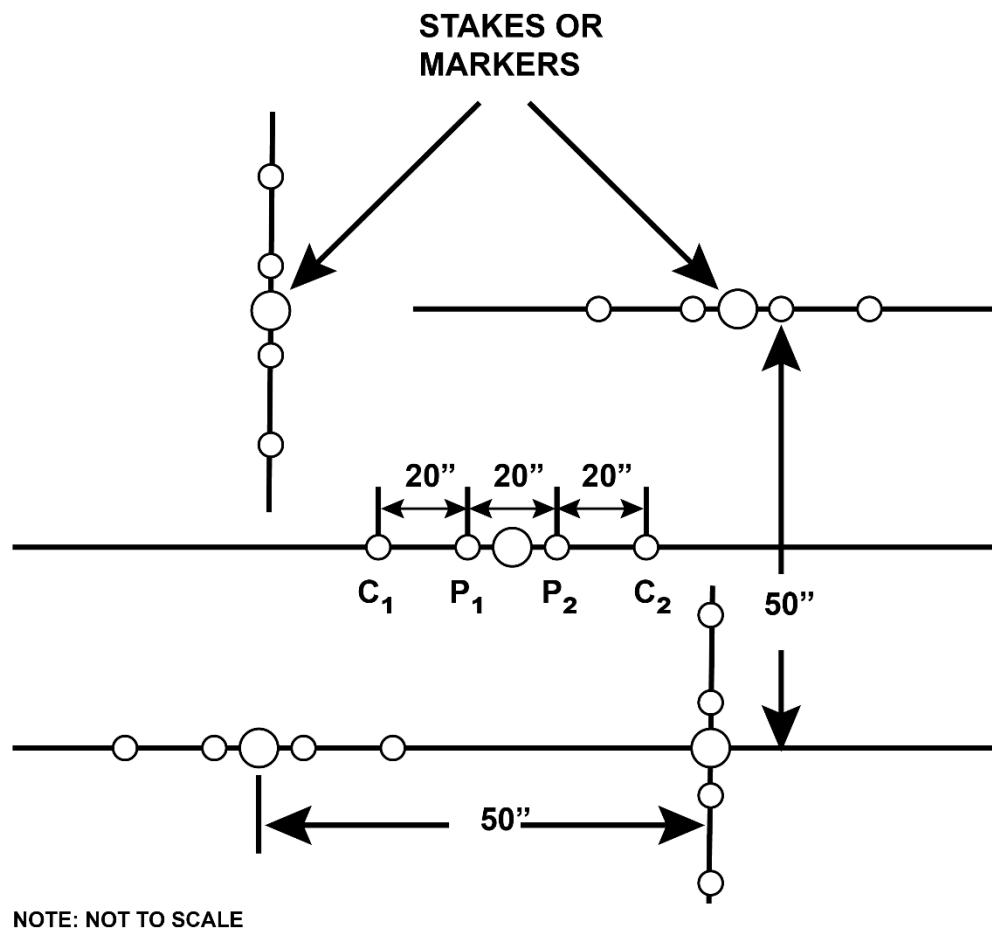 STAKES OR
MARKERS
20” 20” 20”
C₁ P₁ P₂ C₂
50”
50”
NOTE: NOT TO SCALE